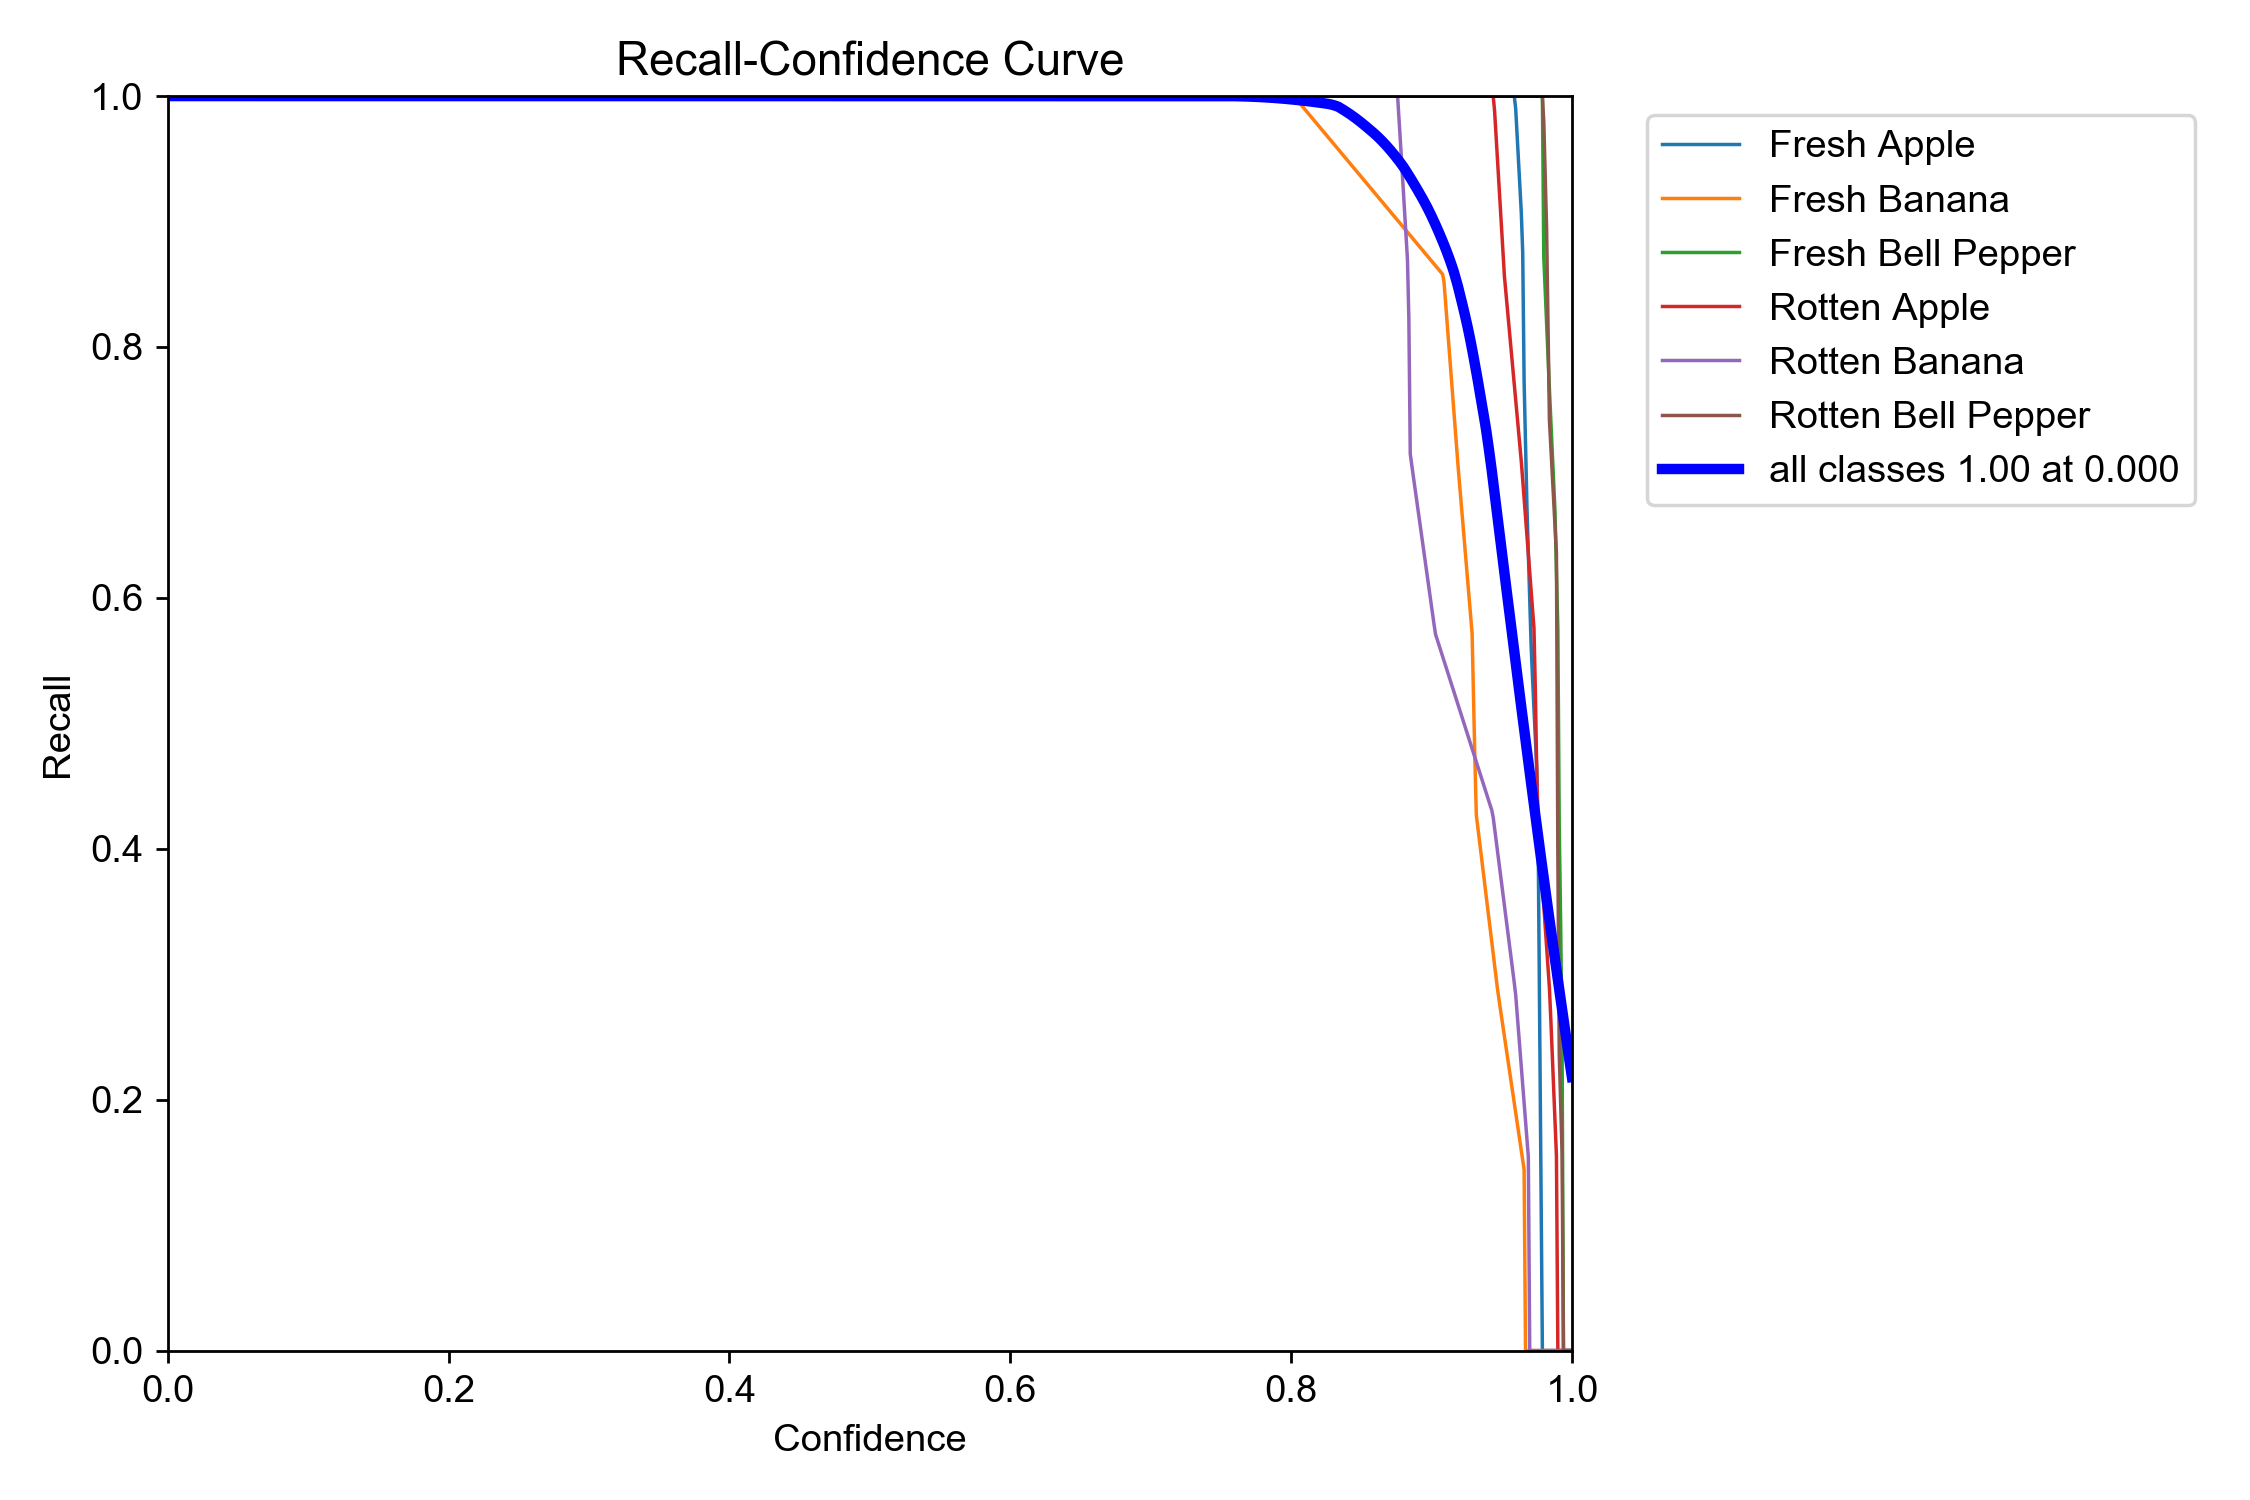 Recall-Confidence Curve
1.0
0.8
0.6
0.4
0.2
0.0
Recall
0.0 0.2 0.4 0.6 0.8 1.0
Confidence
Fresh Apple
Fresh Banana
Fresh Bell Pepper
Rotten Apple
Rotten Banana
Rotten Bell Pepper
all classes 1.00 at 0.000